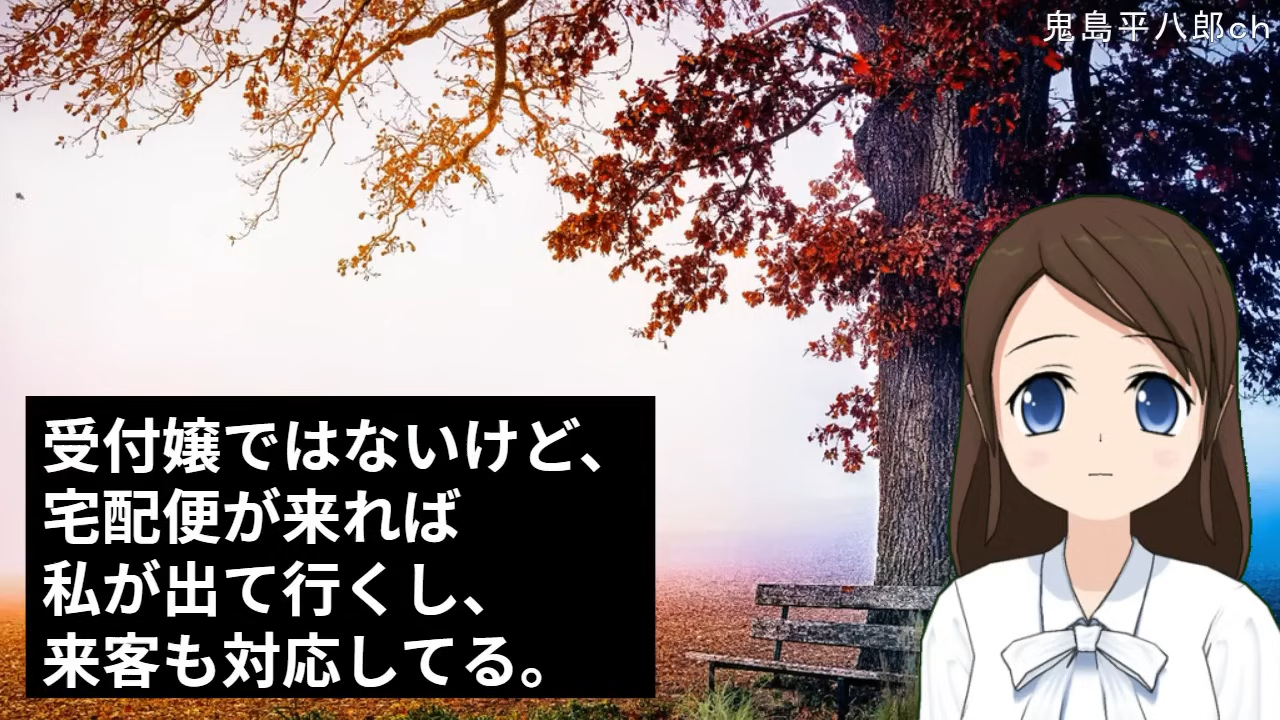 鬼島平八郎ch
受付嬢ではないけど、
宅配便が来れば
私が出て行くし、
来客も対応してる。